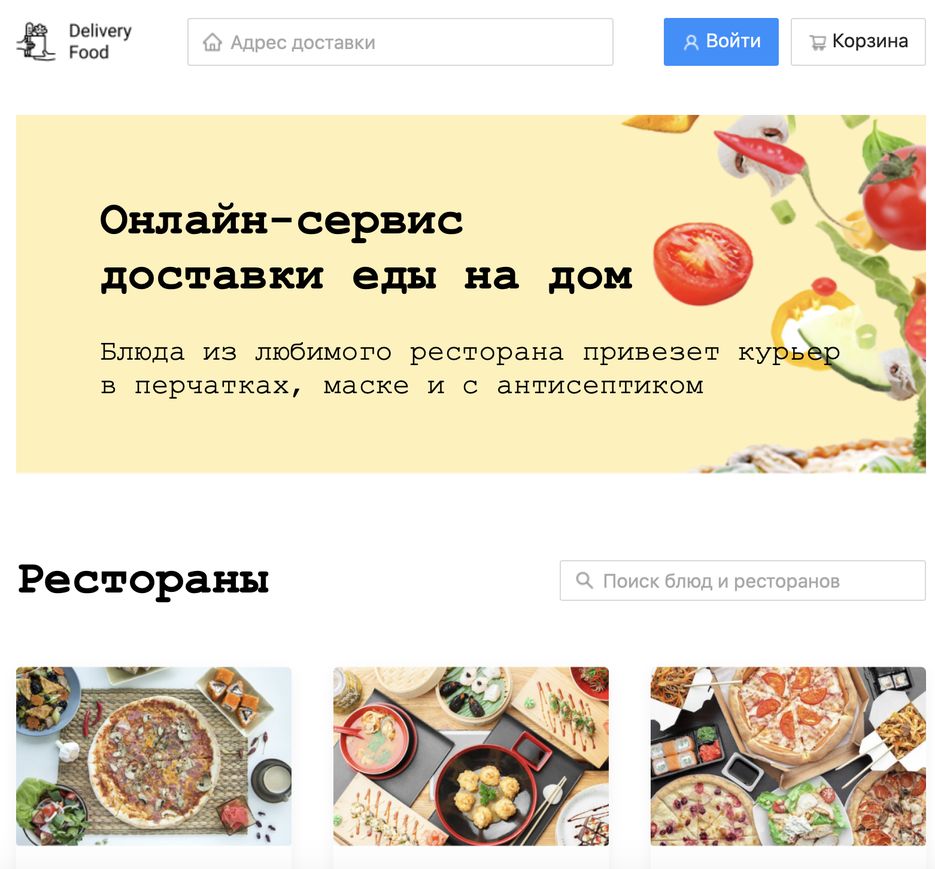 Delivery
Food
Адрес доставки
Войти
Корзина
Онлайн-сервис
доставки еды на дом
Блюда из любимого ресторана привезет курьер
в перчатках, маске и с антисептиком
Рестораны
Поиск блюд и ресторанов